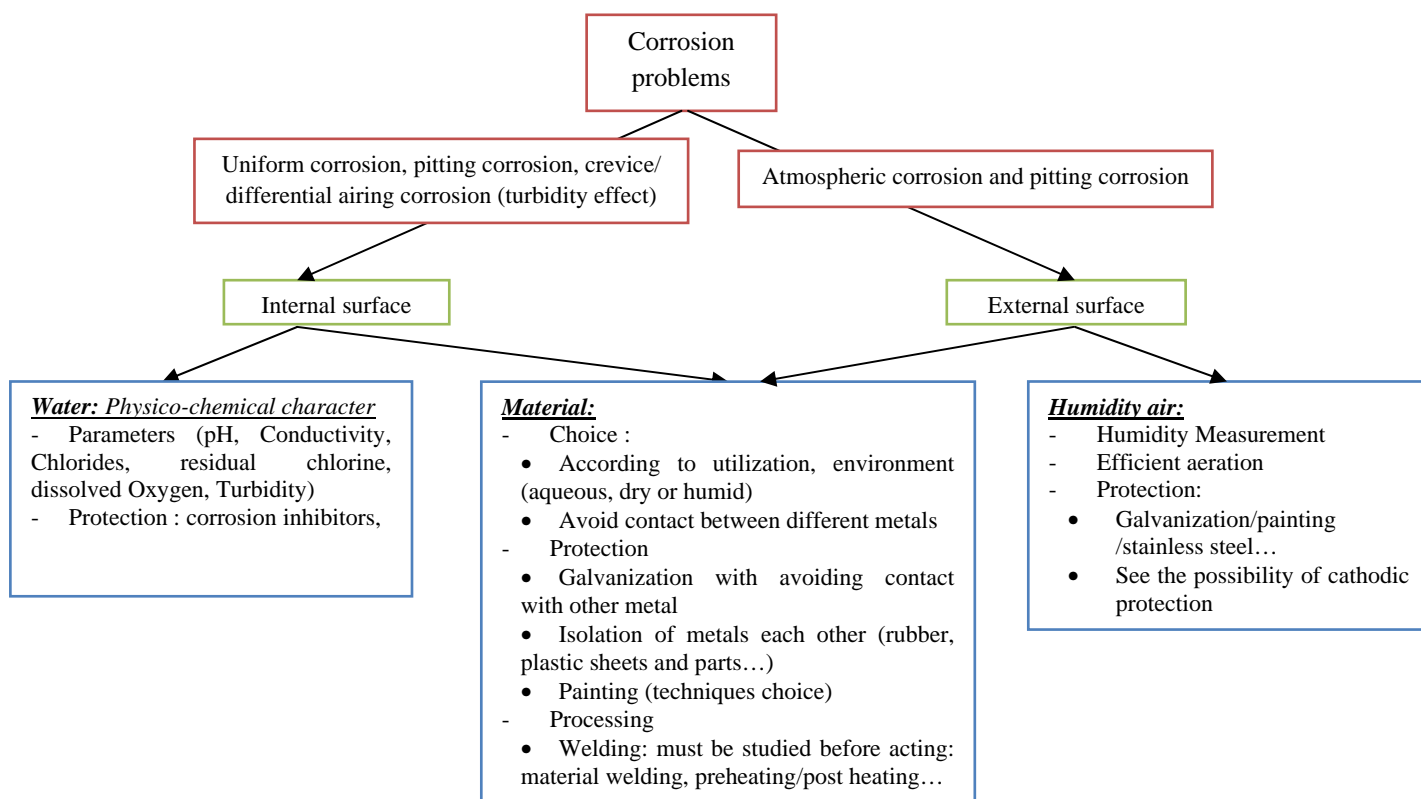 Corrosion
problems
Uniform corrosion, pitting corrosion, crevice/
differential airing corrosion (turbidity effect)
Atmospheric corrosion and pitting corrosion
Internal surface
External surface
Water: Physico-chemical character
- Parameters (pH, Conductivity,
Chlorides, residual chlorine,
dissolved Oxygen, Turbidity)
- Protection : corrosion inhibitors,
Material:
- Choice :
• According to utilization, environment
(aqueous, dry or humid)
• Avoid contact between different metals
- Protection
• Galvanization with avoiding contact
with other metal
• Isolation of metals each other (rubber,
plastic sheets and parts…)
• Painting (techniques choice)
- Processing
• Welding: must be studied before acting:
material welding, preheating/post heating…
Humidity air:
- Humidity Measurement
- Efficient aeration
- Protection:
• Galvanization/painting
/stainless steel…
• See the possibility of cathodic
protection